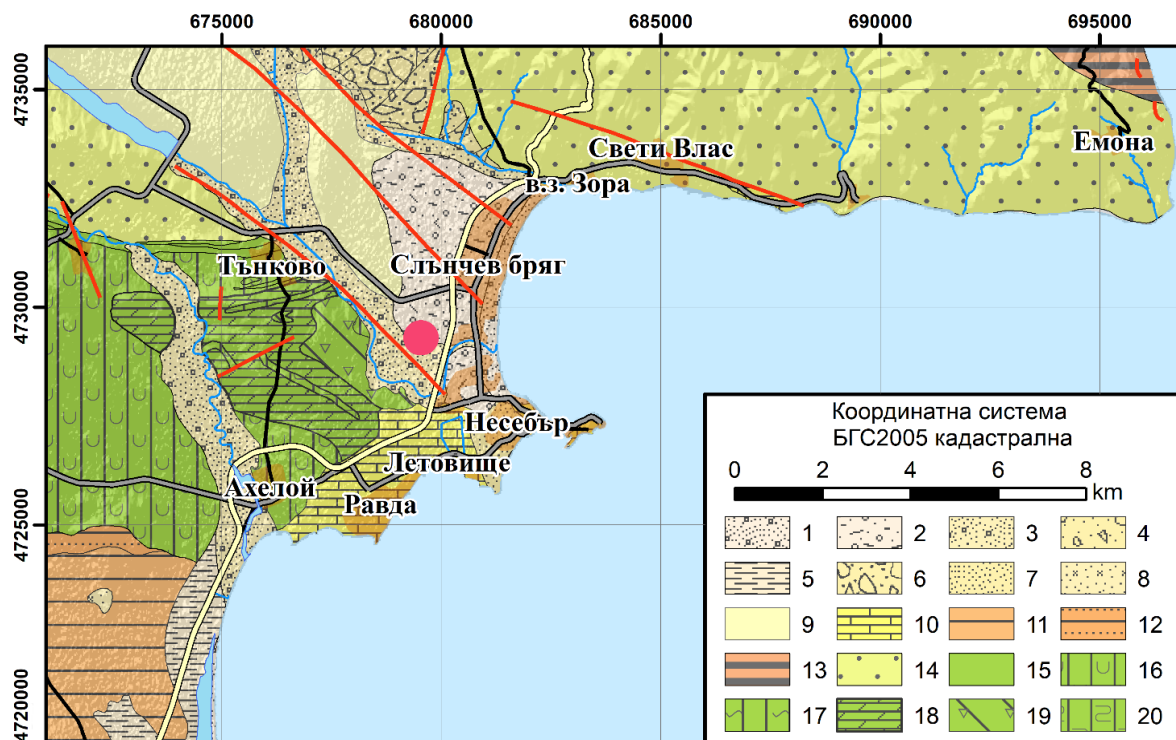 675000 680000 685000 690000 695000
4735000
4730000
4725000
4720000
Емона
Свети Влас
в.з. Зора
Тънково
Слънчев бряг
Несебър
Летовище
Ахелой
Равда
Координатна система
БГС2005 кадастрална
0 2 4 6 8
km
1 2 3 4
5 6 7 8
9 10 11 12
13 14 15 16
17 18 19 20